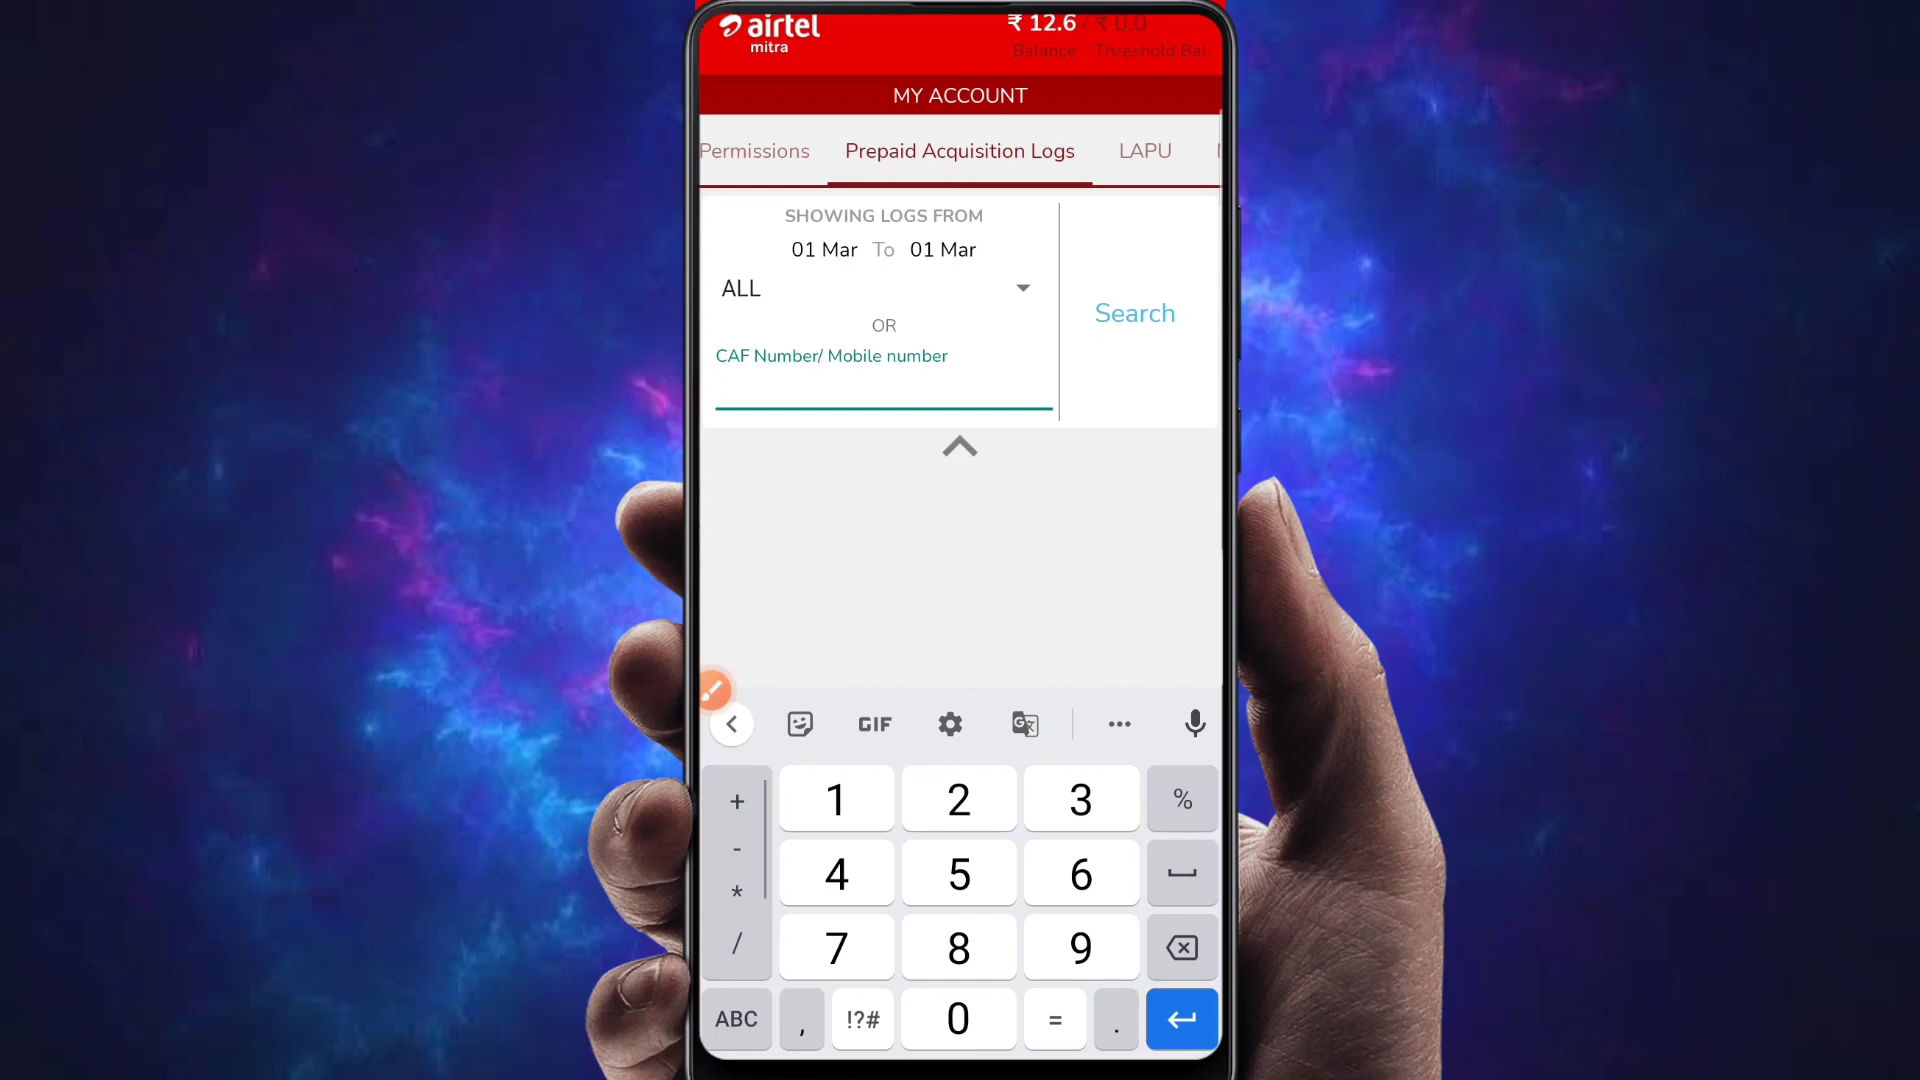 airtel
mitra
₹ 12.6 / ₹ 0.0
Balance Threshold Bal.
MY ACCOUNT
Permissions Prepaid Acquisition Logs LAPU
SHOWING LOGS FROM
01 Mar To 01 Mar
ALL
OR
CAF Number/ Mobile number
Search
GIF
+ 1 2 3 %
- 4 5 6
*
/ 7 8 9
ABC , !?# 0 = .